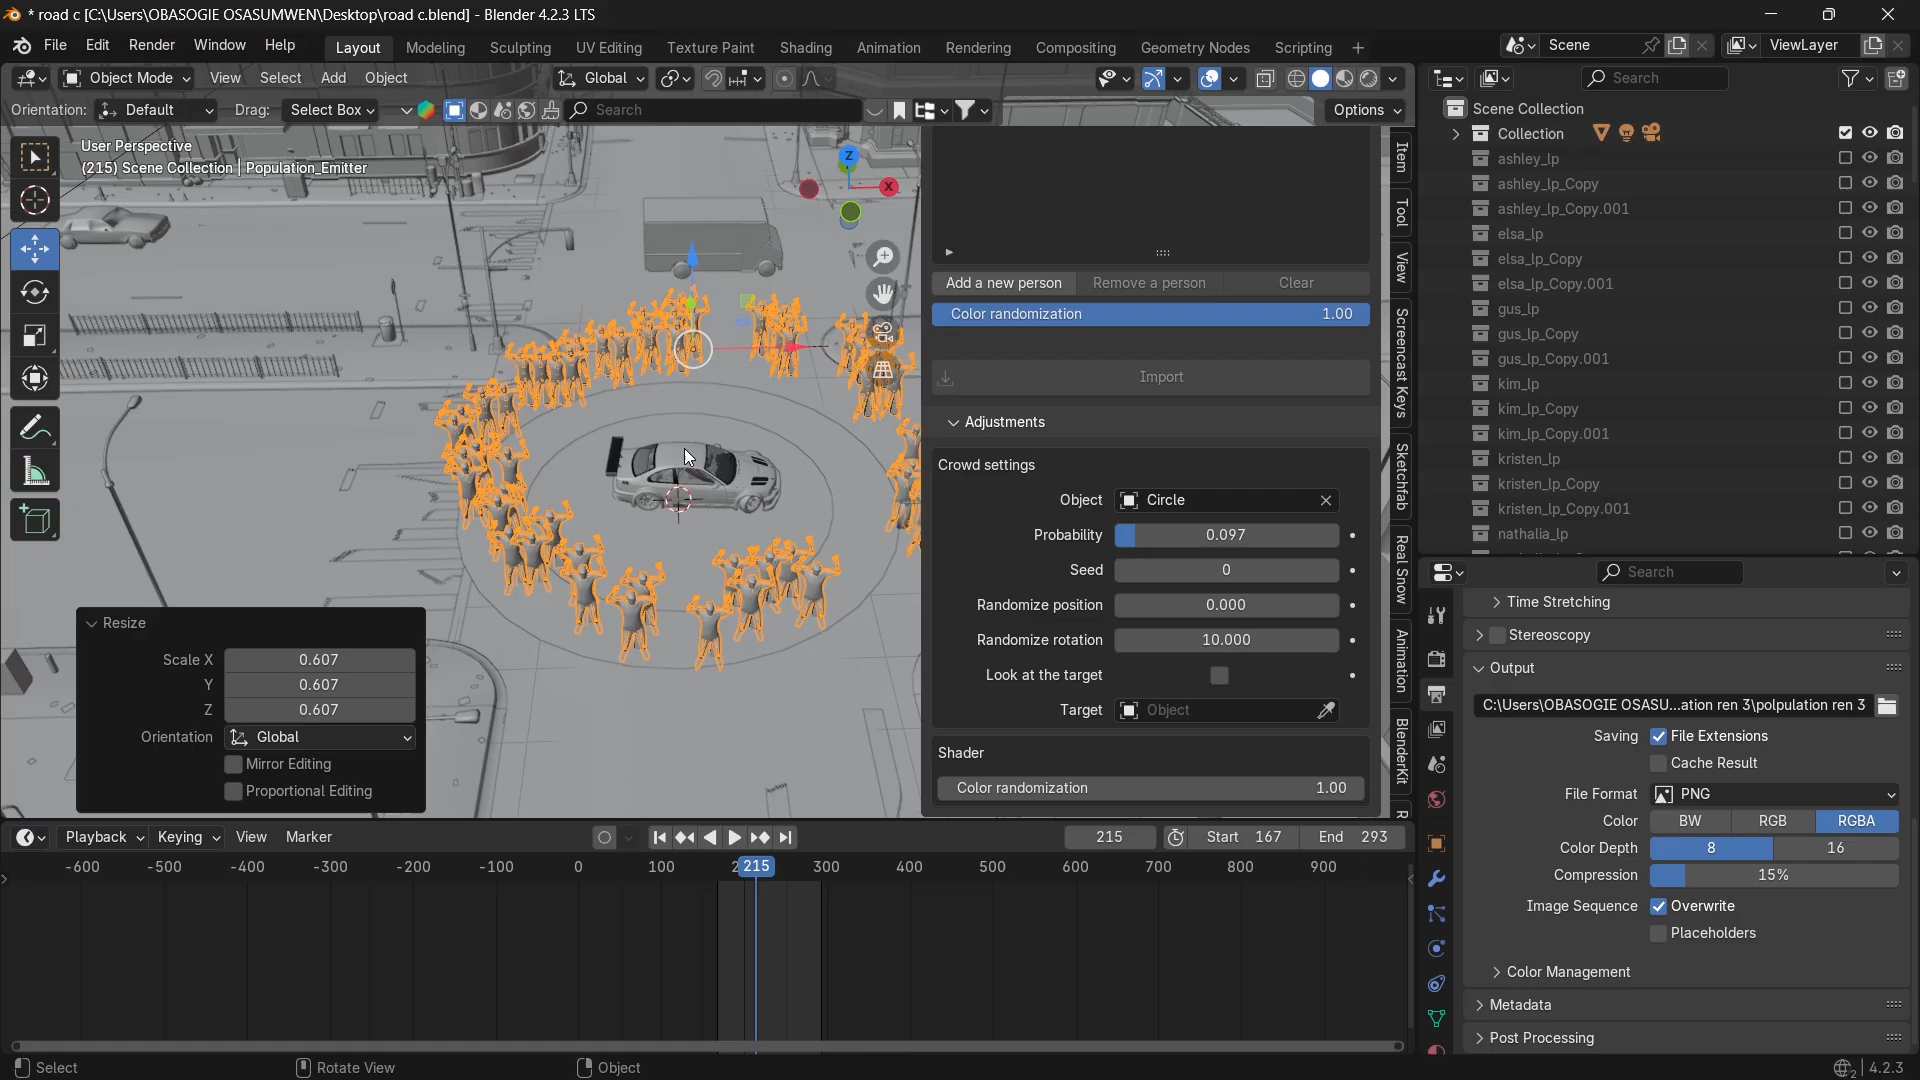 * road c [C:\Users\OBASOGIE OSASUMWEN\Desktop\road c.blend] - Blender 4.2.3 LTS
File Edit Render Window Help Layout Modeling Sculpting UV Editing Texture Paint Shading Animation Rendering Compositing Geometry Nodes Scripting + Scene ViewLayer
Object Mode View Select Add Object Global
Search
Orientation: Default Drag: Select Box Search Options
User Perspective
(215) Scene Collection | Population_Emitter
Z
X
Item
Tool
View
Screencast Keys
Sketchfab
Real Snow
Animation
BlenderKit
R
Add a new person Remove a person Clear
Color randomization 1.00
Import
Adjustments
Crowd settings
Object Circle
Probability 0.097
Seed 0
Randomize position 0.000
Randomize rotation 10.000
Look at the target
Target Object
Shader
Color randomization 1.00
Resize
Scale X 0.607
Y 0.607
Z 0.607
Orientation Global
Mirror Editing
Proportional Editing
Scene Collection
Collection
ashley_lp
ashley_lp_Copy
ashley_lp_Copy.001
elsa_lp
elsa_lp_Copy
elsa_lp_Copy.001
gus_lp
gus_lp_Copy
gus_lp_Copy.001
kim_lp
kim_lp_Copy
kim_lp_Copy.001
kristen_lp
kristen_lp_Copy
kristen_lp_Copy.001
nathalia_lp
Search
Time Stretching
Stereoscopy
Output
C:\Users\OBASOGIE OSASU...ation ren 3\polpulation ren 3
Saving File Extensions
Cache Result
File Format PNG
Color BW RGB RGBA
Color Depth 8 16
Compression 15%
Image Sequence Overwrite
Placeholders
Color Management
Metadata
Post Processing
Playback Keying View Marker 215 Start 167 End 293
-600 -500 -400 -300 -200 -100 0 100 2 215 300 400 500 600 700 800 900
Select Rotate View Object 2 4.2.3